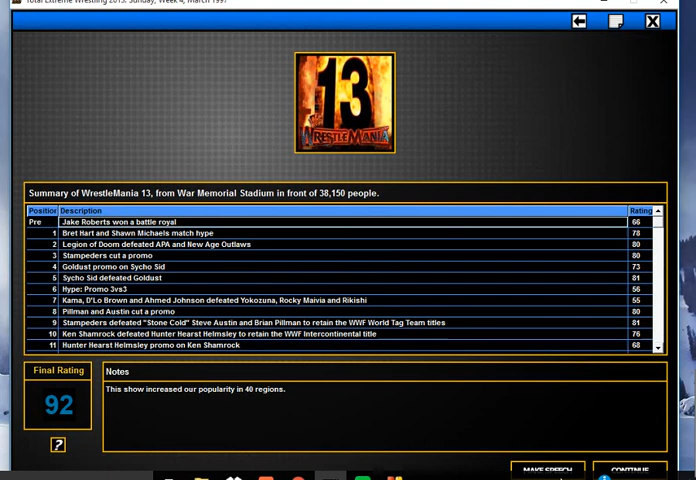 Total Extreme Wrestling 2013: Sunday, Week 4, March 1997
13
WRESTLEMANIA
Summary of WrestleMania 13, from War Memorial Stadium in front of 38,150 people.
Position Description Rating
Pre Jake Roberts won a battle royal 66
1 Bret Hart and Shawn Michaels match hype 78
2 Legion of Doom defeated APA and New Age Outlaws 80
3 Stampeders cut a promo 80
4 Goldust promo on Sycho Sid 73
5 Sycho Sid defeated Goldust 81
6 Hype: Promo 3vs3 56
7 Kama, D'Lo Brown and Ahmed Johnson defeated Yokozuna, Rocky Maivia and Rikishi 55
8 Pillman and Austin cut a promo 80
9 Stampeders defeated "Stone Cold" Steve Austin and Brian Pillman to retain the WWF World Tag Team titles 81
10 Ken Shamrock defeated Hunter Hearst Helmsley to retain the WWF Intercontinental title 76
11 Hunter Hearst Helmsley promo on Ken Shamrock 68
Final Rating
92
?
Notes
This show increased our popularity in 40 regions.
MAKE SPEECH
CONTINUE